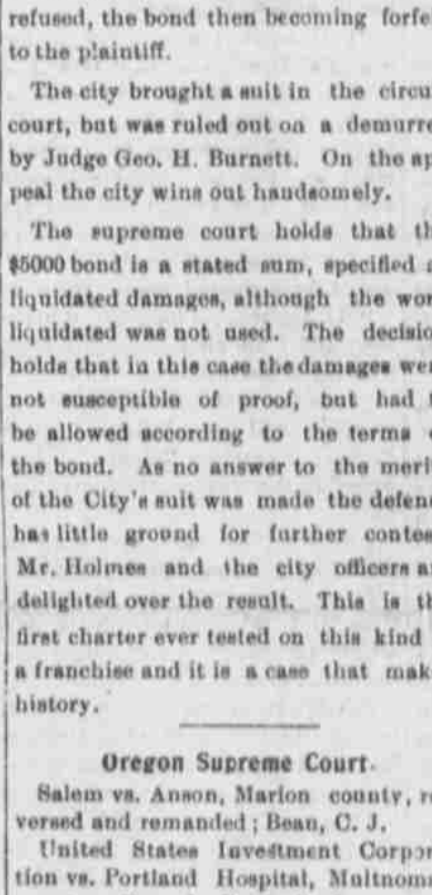 refused, the bond then becoming forfe
to the plaintiff.
The city brought a suit in the circu
court, but was ruled out on a demurre
by Judge Geo. H. Burnett. On the ap
peal the city wins out handsomely.
The supreme court holds that th
$5000 bond is a stated sum, specified a
liquidated damages, although the wor
liquidated was not used. The decisio
holds that in this case the damages wer
not susceptible of proof, but had t
be allowed according to the terms o
the bond. As no answer to the merit
of the City's suit was made the defend
has little ground for further contes
Mr. Holmes and the city officers ar
delighted over the result. This is th
first charter ever tested on this kind
a franchise and it is a case that mak
history.
Oregon Supreme Court.
Salem vs. Anson, Marion county, re
versed and remanded; Bean, C. J.
United States Investment Corpor
tion vs. Portland Hospital, Multnoma